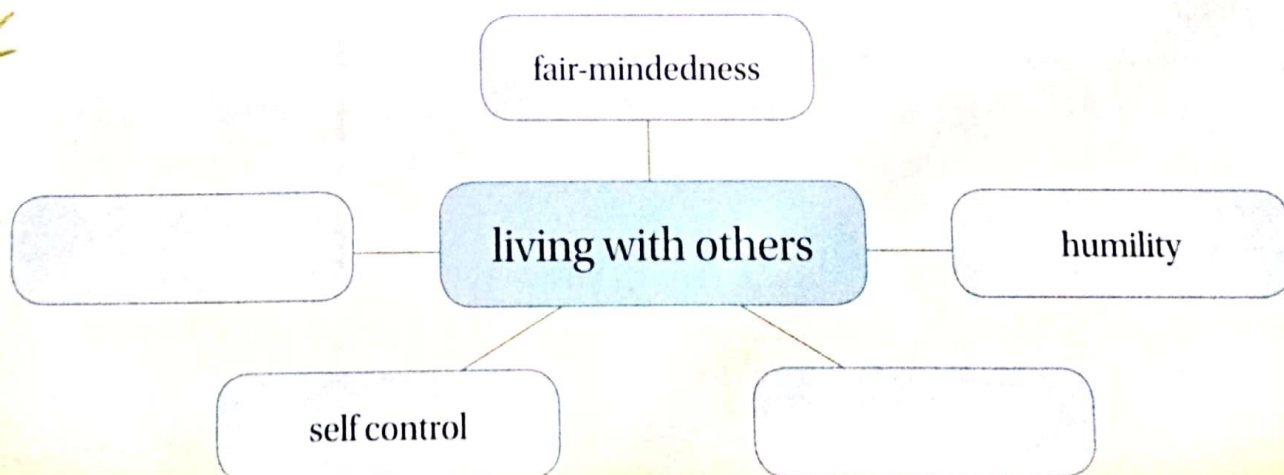 fair-mindedness
living with others
humility
self control